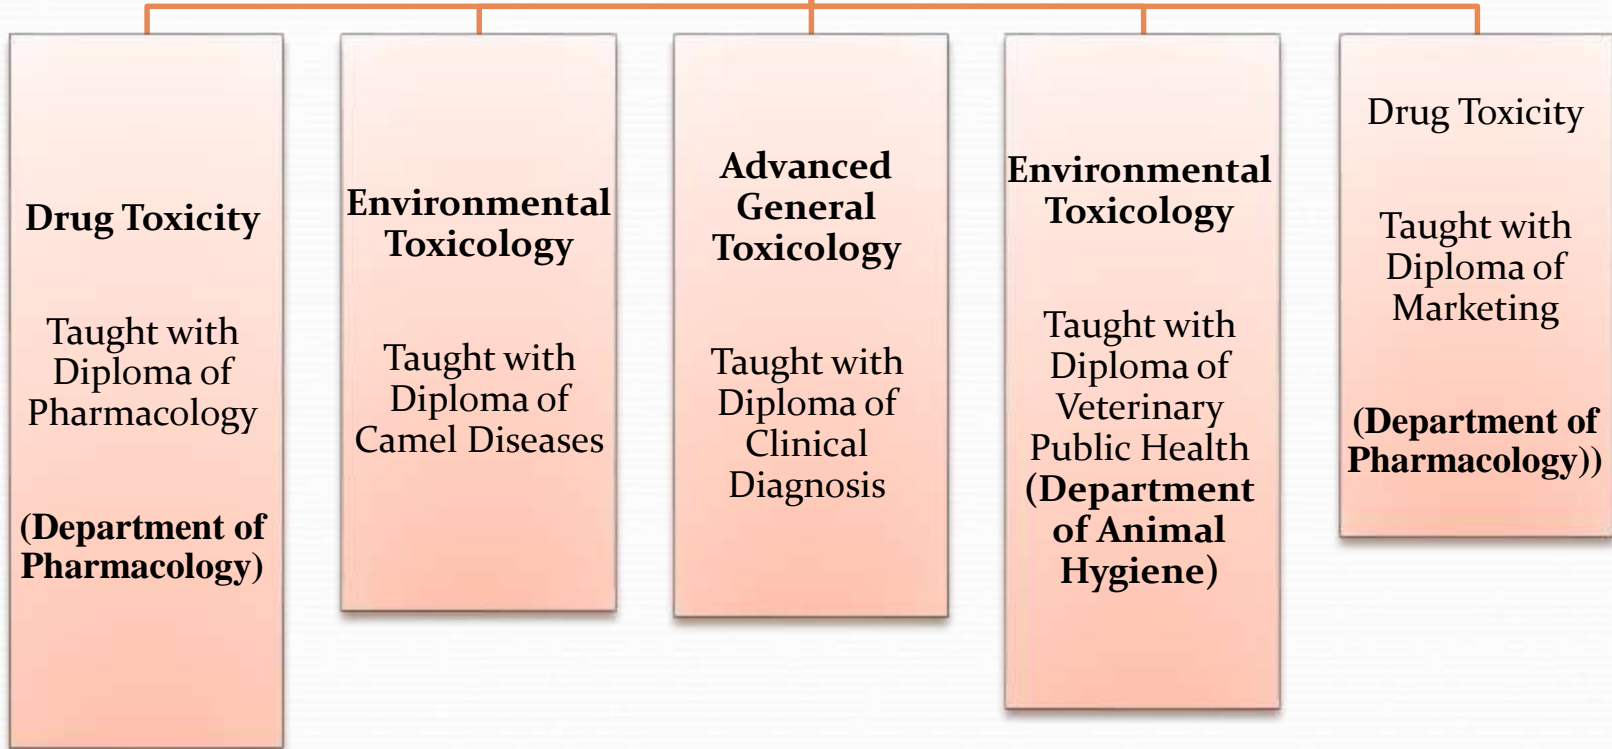 Drug Toxicity
Taught with
Diploma of
Pharmacology
(Department of
Pharmacology)
Environmental
Toxicology
Taught with
Diploma of
Camel Diseases
Advanced
General
Toxicology
Taught with
Diploma of
Clinical
Diagnosis
Environmental
Toxicology
Taught with
Diploma of
Veterinary
Public Health
(Department
of Animal
Hygiene)
Drug Toxicity
Taught with
Diploma of
Marketing
(Department of
Pharmacology))